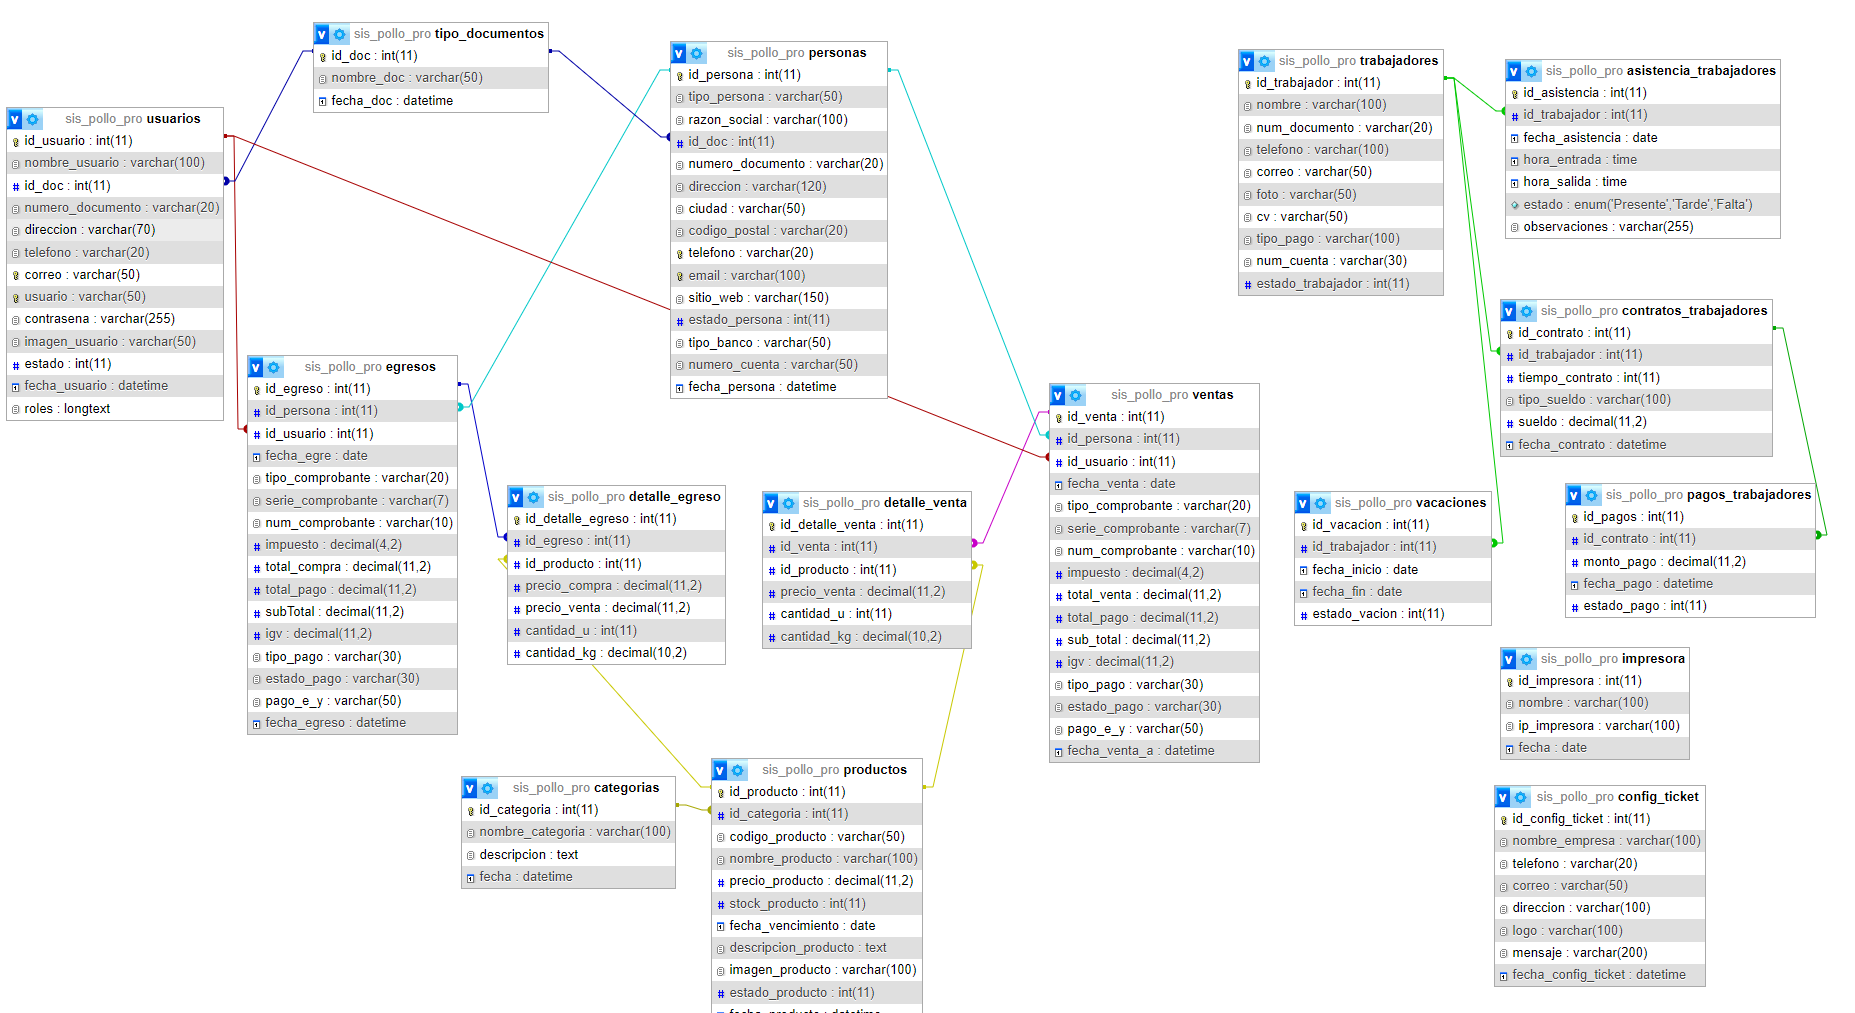 sis_pollo_pro tipo_documentos
id_doc : int(11)
nombre_doc : varchar(50)
fecha_doc : datetime
sis_pollo_pro usuarios
id_usuario : int(11)
nombre_usuario : varchar(100)
id_doc : int(11)
numero_documento : varchar(20)
direccion : varchar(70)
telefono : varchar(20)
correo : varchar(50)
usuario : varchar(50)
contrasena : varchar(255)
imagen_usuario : varchar(50)
estado : int(11)
fecha_usuario : datetime
roles : longtext
sis_pollo_pro personas
id_persona : int(11)
tipo_persona : varchar(50)
razon_social : varchar(100)
id_doc : int(11)
numero_documento : varchar(20)
direccion : varchar(120)
ciudad : varchar(50)
codigo_postal : varchar(20)
telefono : varchar(20)
email : varchar(100)
sitio_web : varchar(150)
estado_persona : int(11)
tipo_banco : varchar(50)
numero_cuenta : varchar(50)
fecha_persona : datetime
sis_pollo_pro trabajadores
id_trabajador : int(11)
nombre : varchar(100)
num_documento : varchar(20)
telefono : varchar(100)
correo : varchar(50)
foto : varchar(50)
cv : varchar(50)
tipo_pago : varchar(100)
num_cuenta : varchar(30)
estado_trabajador : int(11)
sis_pollo_pro asistencia_trabajadores
id_asistencia : int(11)
id_trabajador : int(11)
fecha_asistencia : date
hora_entrada : time
hora_salida : time
estado : enum('Presente','Tarde','Falta')
observaciones : varchar(255)
sis_pollo_pro contratos_trabajadores
id_contrato : int(11)
id_trabajador : int(11)
tiempo_contrato : int(11)
tipo_sueldo : varchar(100)
sueldo : decimal(11,2)
fecha_contrato : datetime
sis_pollo_pro egresos
id_egreso : int(11)
id_persona : int(11)
id_usuario : int(11)
fecha_egre : date
tipo_comprobante : varchar(20)
serie_comprobante : varchar(7)
num_comprobante : varchar(10)
impuesto : decimal(4,2)
total_compra : decimal(11,2)
total_pago : decimal(11,2)
subTotal : decimal(11,2)
igv : decimal(11,2)
tipo_pago : varchar(30)
estado_pago : varchar(30)
pago_e_y : varchar(50)
fecha_egreso : datetime
sis_pollo_pro detalle_egreso
id_detalle_egreso : int(11)
id_egreso : int(11)
id_producto : int(11)
precio_compra : decimal(11,2)
precio_venta : decimal(11,2)
cantidad_u : int(11)
cantidad_kg : decimal(10,2)
sis_pollo_pro detalle_venta
id_detalle_venta : int(11)
id_venta : int(11)
id_producto : int(11)
precio_venta : decimal(11,2)
cantidad_u : int(11)
cantidad_kg : decimal(10,2)
sis_pollo_pro ventas
id_venta : int(11)
id_persona : int(11)
id_usuario : int(11)
fecha_venta : date
tipo_comprobante : varchar(20)
serie_comprobante : varchar(7)
num_comprobante : varchar(10)
impuesto : decimal(4,2)
total_venta : decimal(11,2)
total_pago : decimal(11,2)
sub_total : decimal(11,2)
igv : decimal(11,2)
tipo_pago : varchar(30)
estado_pago : varchar(30)
pago_e_y : varchar(50)
fecha_venta_a : datetime
sis_pollo_pro vacaciones
id_vacacion : int(11)
id_trabajador : int(11)
fecha_inicio : date
fecha_fin : date
estado_vacion : int(11)
sis_pollo_pro pagos_trabajadores
id_pagos : int(11)
id_contrato : int(11)
monto_pago : decimal(11,2)
fecha_pago : datetime
estado_pago : int(11)
sis_pollo_pro impresora
id_impresora : int(11)
nombre : varchar(100)
ip_impresora : varchar(100)
fecha : date
sis_pollo_pro categorias
id_categoria : int(11)
nombre_categoria : varchar(100)
descripcion : text
fecha : datetime
sis_pollo_pro productos
id_producto : int(11)
id_categoria : int(11)
codigo_producto : varchar(50)
nombre_producto : varchar(100)
precio_producto : decimal(11,2)
stock_producto : int(11)
fecha_vencimiento : date
descripcion_producto : text
imagen_producto : varchar(100)
estado_producto : int(11)
fecha_producto : datetime
sis_pollo_pro config_ticket
id_config_ticket : int(11)
nombre_empresa : varchar(100)
telefono : varchar(20)
correo : varchar(50)
direccion : varchar(100)
logo : varchar(100)
mensaje : varchar(200)
fecha_config_ticket : datetime